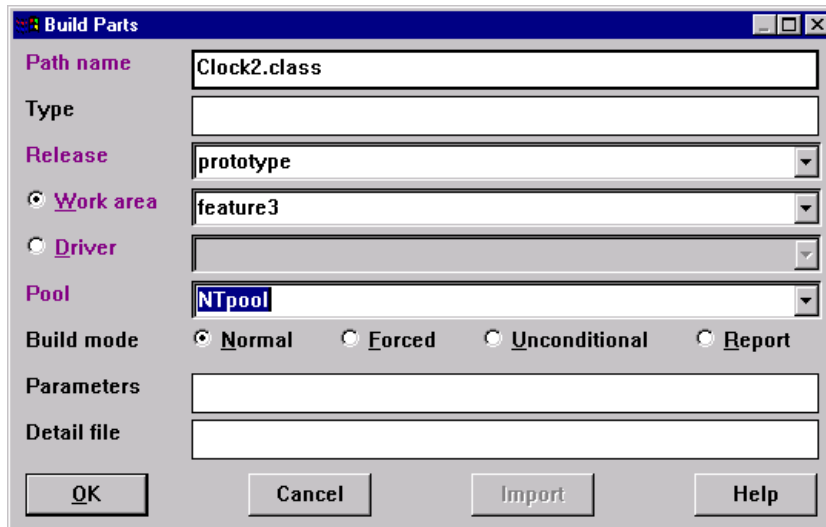 Build Parts
Path name Clock2.class
Type
Release prototype
Work area feature3
Driver
Pool NTpool
Build mode Normal Forced Unconditional Report
Parameters
Detail file
OK Cancel Import Help